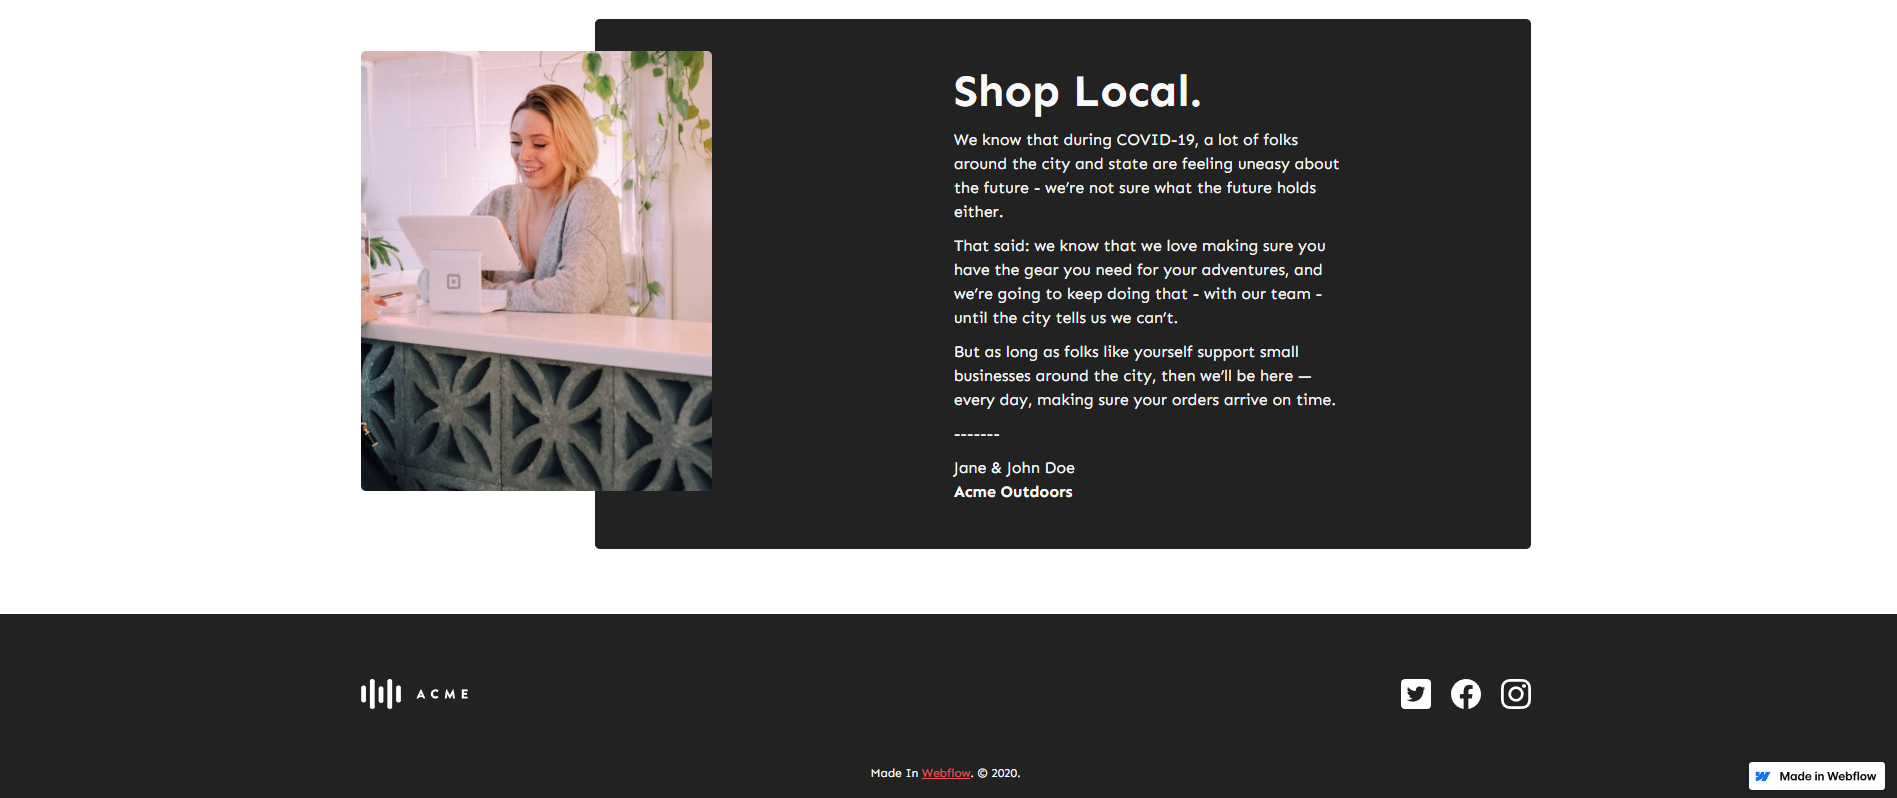 Shop Local.
We know that during COVID-19, a lot of folks
around the city and state are feeling uneasy about
the future - we’re not sure what the future holds
either.
That said: we know that we love making sure you
have the gear you need for your adventures, and
we’re going to keep doing that - with our team -
until the city tells us we can’t.
But as long as folks like yourself support small
businesses around the city, then we’ll be here —
every day, making sure your orders arrive on time.
-------
Jane & John Doe
Acme Outdoors
ACME
Made In Webflow. © 2020.
Made in Webflow